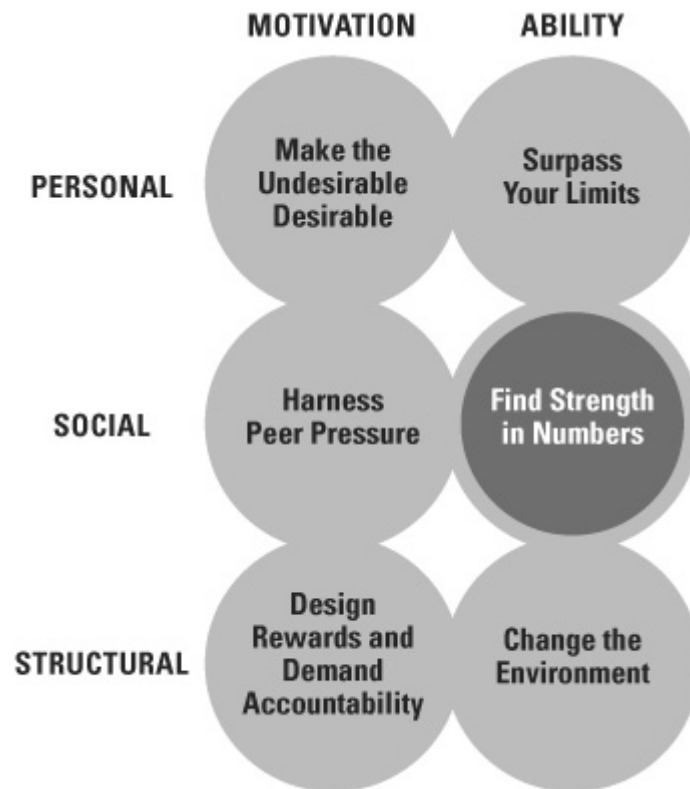 MOTIVATION ABILITY
PERSONAL
Make the
Undesirable
Desirable
Surpass
Your Limits
SOCIAL
Harness
Peer Pressure
Find Strength
in Numbers
STRUCTURAL
Design
Rewards and
Demand
Accountability
Change the
Environment